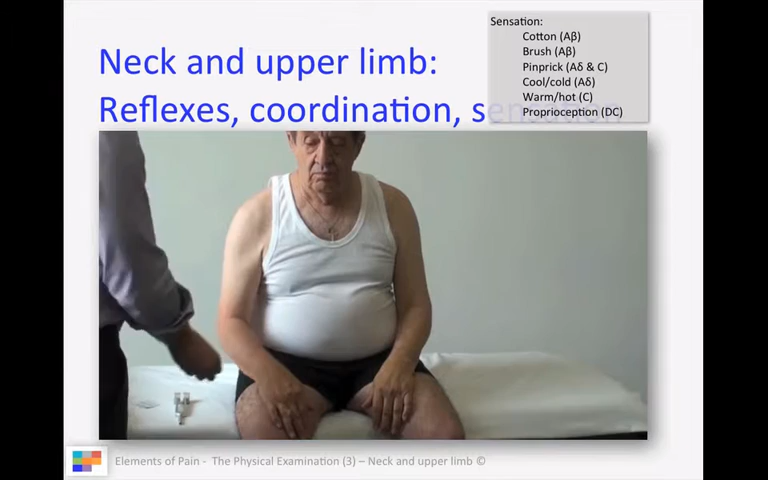 Neck and upper limb:
Reflexes, coordination, sensation
Sensation:
Cotton (Aβ)
Brush (Aβ)
Pinprick (Aδ & C)
Cool/cold (Aδ)
Warm/hot (C)
Proprioception (DC)
Elements of Pain - The Physical Examination (3) – Neck and upper limb ©